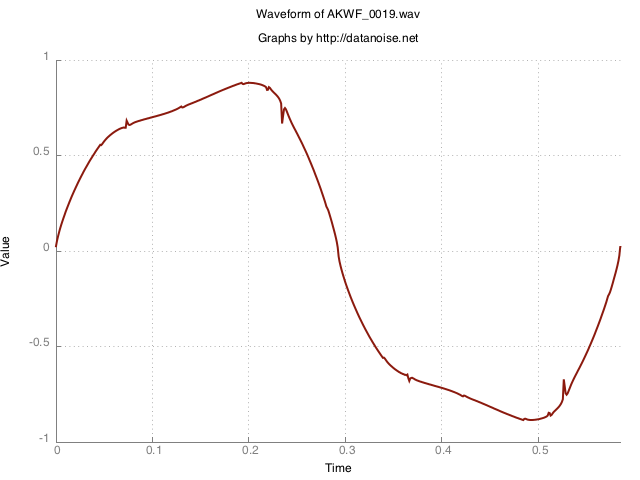 Waveform of AKWF_0019.wav
Graphs by http://datanoise.net
1
0.5
0
-0.5
-1
Value
0 0.1 0.2 0.3 0.4 0.5
Time